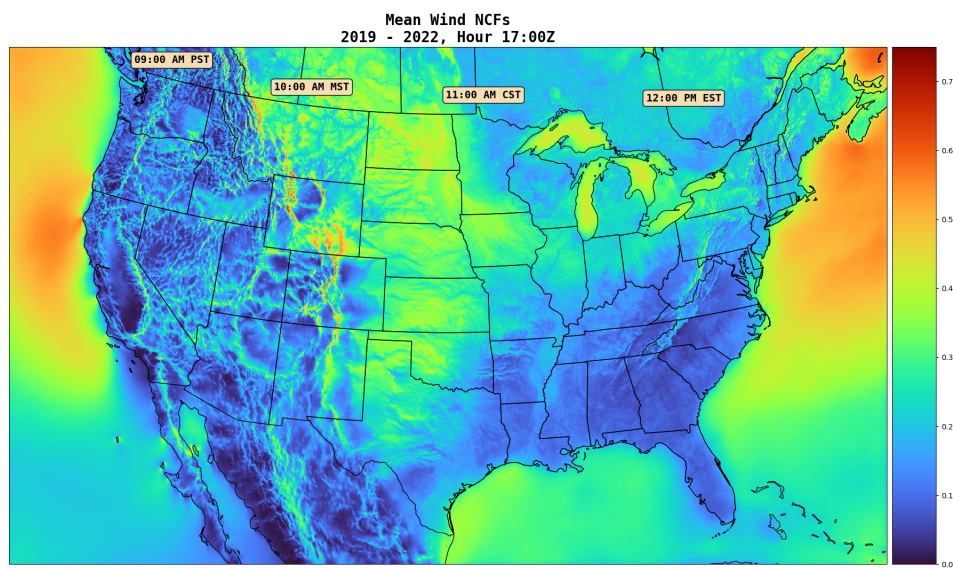 Mean Wind NCFs
2019 - 2022, Hour 17:00Z
09:00 AM PST
10:00 AM MST
11:00 AM CST
12:00 PM EST
0.7
0.6
0.5
0.4
0.3
0.2
0.1
0.0